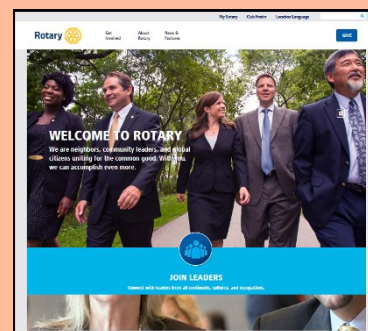 My Rotary Club Finder Location/Language
Rotary
Get Involved
About Rotary
News & Features
GIVE
WELCOME TO ROTARY
We are neighbors, community leaders, and global
citizens uniting for the common good. With you,
we can accomplish even more.
JOIN LEADERS
Connect with leaders from all continents, cultures, and occupations.